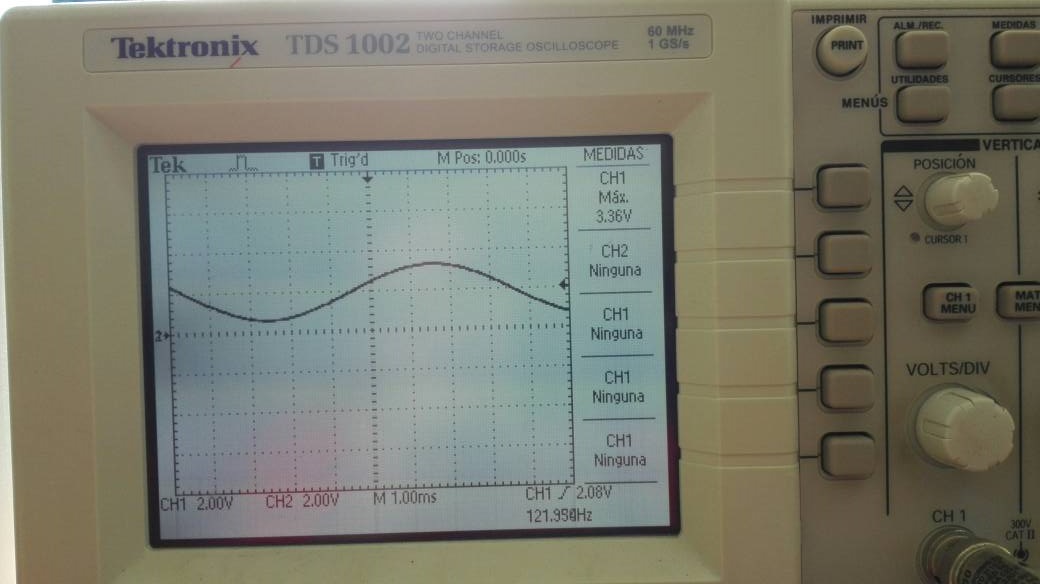 Tektronix TDS 1002 TWO CHANNEL
DIGITAL STORAGE OSCILLOSCOPE
60 MHz
1 GS/s
IMPRIMIR
PRINT
ALM./REC.
MEDIDAS
UTILIDADES
CURSORES
MENÚS
Tek
T Trig'd
M Pos: 0.000s
MEDIDAS
CH1
Máx.
3.36V
CH2
Ninguna
CH1
Ninguna
CH1
Ninguna
CH1
Ninguna
2
CH1 2.00V
CH2 2.00V
M 1.00ms
CH1
2.08V
POSICIÓN
CURSOR 1
CH 1
MENU
VOLTS/DIV
CH 1
300V
CAT II